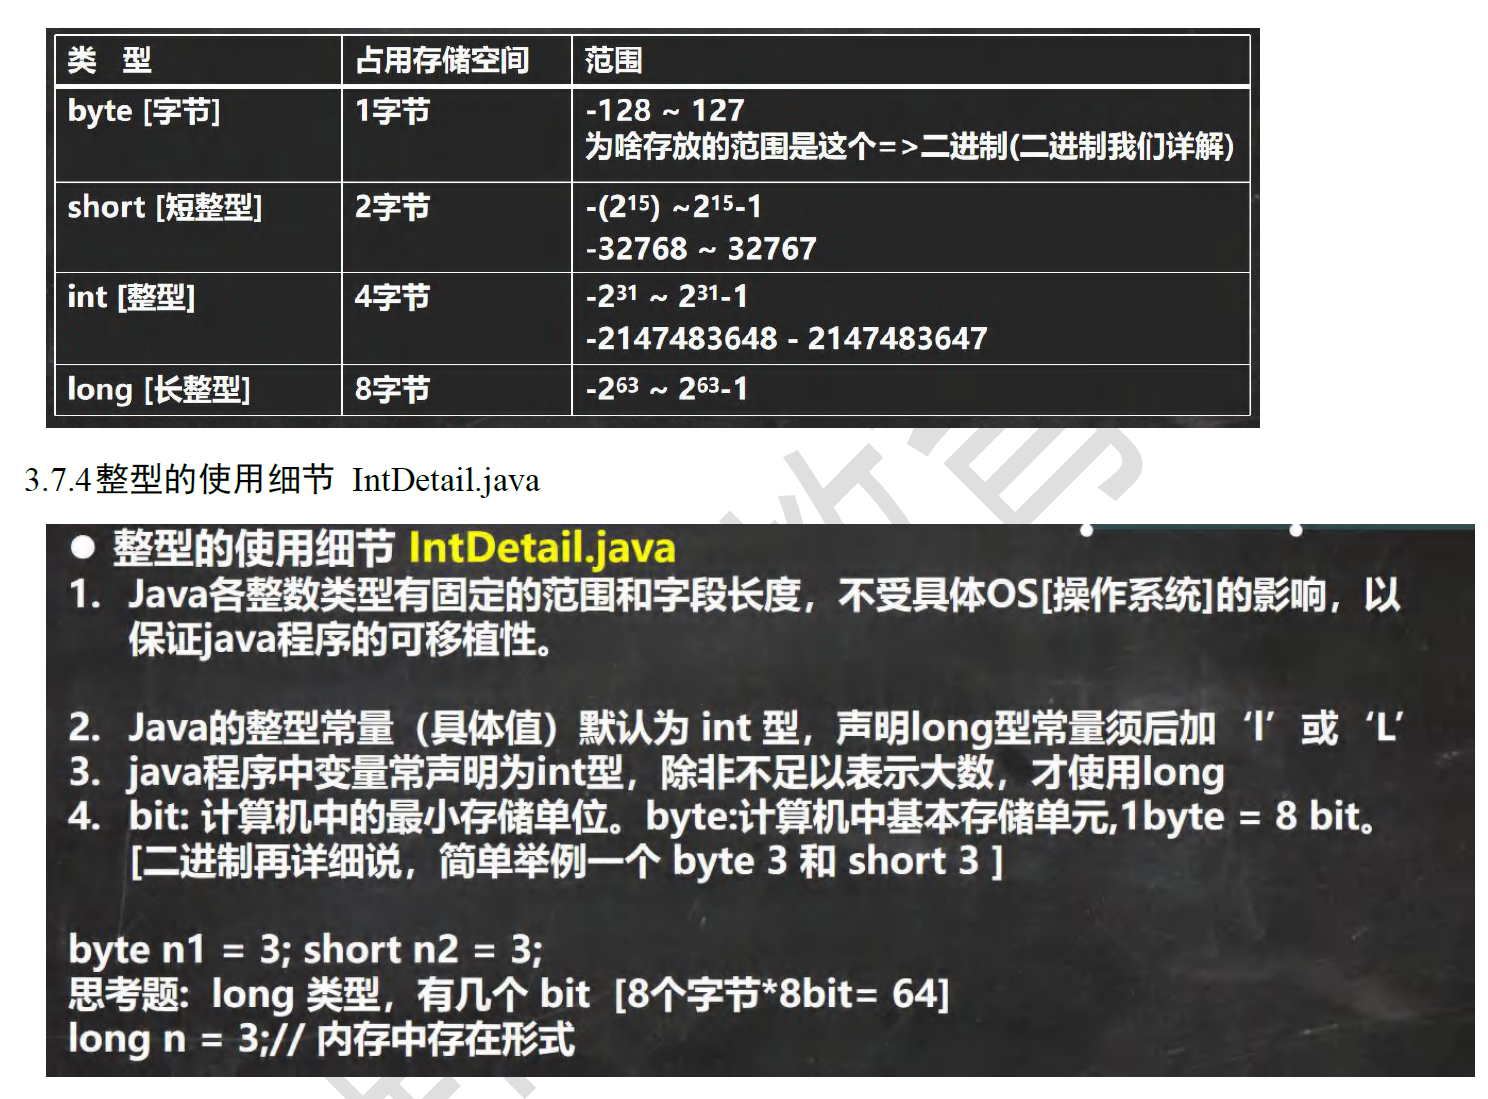 类 型 占用存储空间 范围
byte [字节] 1字节 -128 ~ 127
为啥存放的范围是这个=>二进制(二进制我们详解)
short [短整型] 2字节 -(2¹⁵) ~2¹⁵-1
-32768 ~ 32767
int [整型] 4字节 -2³¹ ~ 2³¹-1
-2147483648 - 2147483647
long [长整型] 8字节 -2⁶³ ~ 2⁶³-1
3.7.4整型的使用细节 IntDetail.java
● 整型的使用细节 IntDetail.java
1. Java各整数类型有固定的范围和字段长度，不受具体OS[操作系统]的影响，以
保证java程序的可移植性。
2. Java的整型常量（具体值）默认为 int 型，声明long型常量须后加‘l’或‘L’
3. java程序中变量常声明为int型，除非不足以表示大数，才使用long
4. bit: 计算机中的最小存储单位。byte:计算机中基本存储单元,1byte = 8 bit。
[二进制再详细说，简单举例一个 byte 3 和 short 3 ]
byte n1 = 3; short n2 = 3;
思考题: long 类型，有几个 bit [8个字节*8bit= 64]
long n = 3;// 内存中存在形式